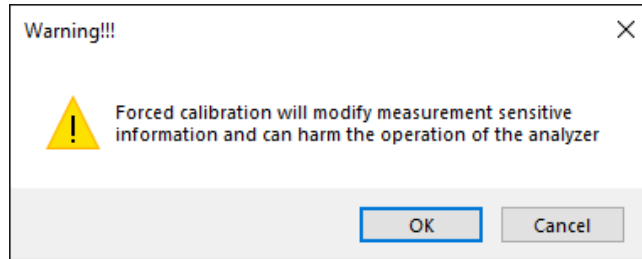 Warning!!!
Forced calibration will modify measurement sensitive
information and can harm the operation of the analyzer
OK
Cancel